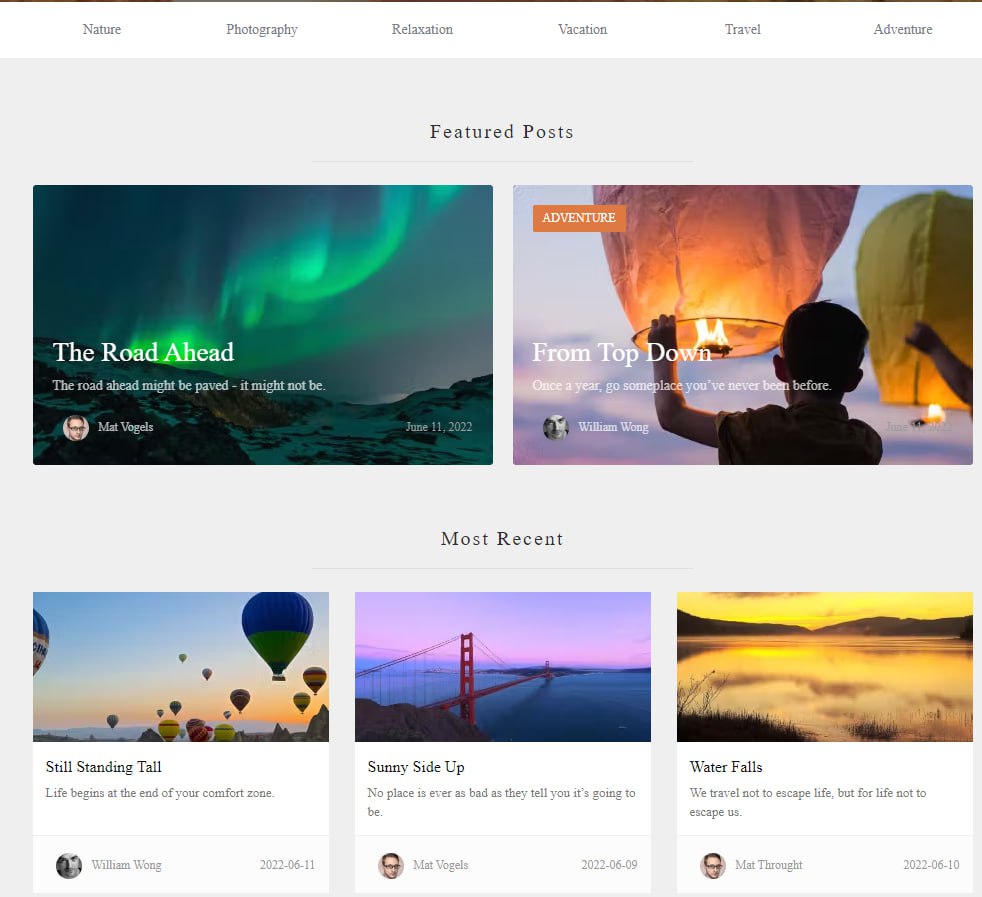 Nature Photography Relaxation Vacation Travel Adventure
Featured Posts
ADVENTURE
The Road Ahead
The road ahead might be paved - it might not be.
Mat Vogels June 11, 2022
From Top Down
Once a year, go someplace you’ve never been before.
William Wong June 11, 2022
Most Recent
Still Standing Tall
Life begins at the end of your comfort zone.
William Wong 2022-06-11
Sunny Side Up
No place is ever as bad as they tell you it’s going to
be.
Mat Vogels 2022-06-09
Water Falls
We travel not to escape life, but for life not to
escape us.
Mat Throught 2022-06-10